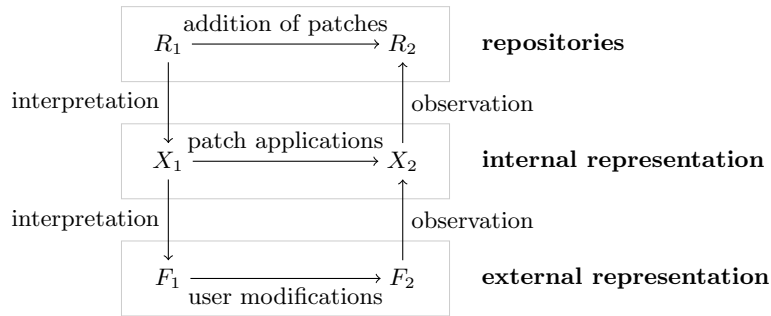 addition of patches
R₁ R₂ repositories
interpretation observation
patch applications
X₁ X₂ internal representation
interpretation observation
F₁ F₂ external representation
user modifications